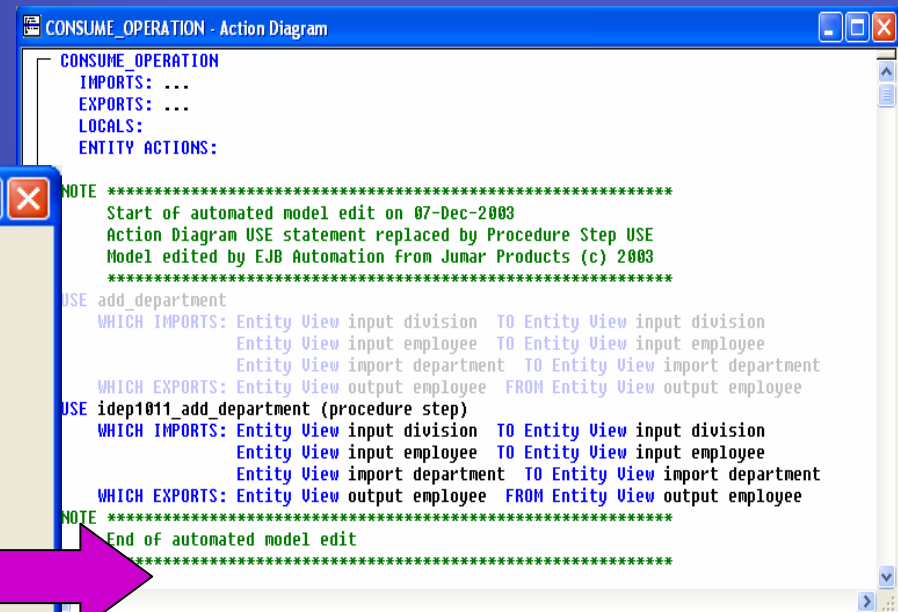 CONSUME_OPERATION - Action Diagram
CONSUME_OPERATION
IMPORTS: ...
EXPORTS: ...
LOCALS:
ENTITY ACTIONS:
NOTE *************************************************************
Start of automated model edit on 07-Dec-2003
Action Diagram USE statement replaced by Procedure Step USE
Model edited by EJB Automation from Jumar Products (c) 2003
*************************************************************
USE add_department
WHICH IMPORTS: Entity View input division TO Entity View input division
Entity View input employee TO Entity View input employee
Entity View import department TO Entity View import department
WHICH EXPORTS: Entity View output employee FROM Entity View output employee
USE idep1011_add_department (procedure step)
WHICH IMPORTS: Entity View input division TO Entity View input division
Entity View input employee TO Entity View input employee
Entity View import department TO Entity View import department
WHICH EXPORTS: Entity View output employee FROM Entity View output employee
NOTE *************************************************************
End of automated model edit
*************************************************************